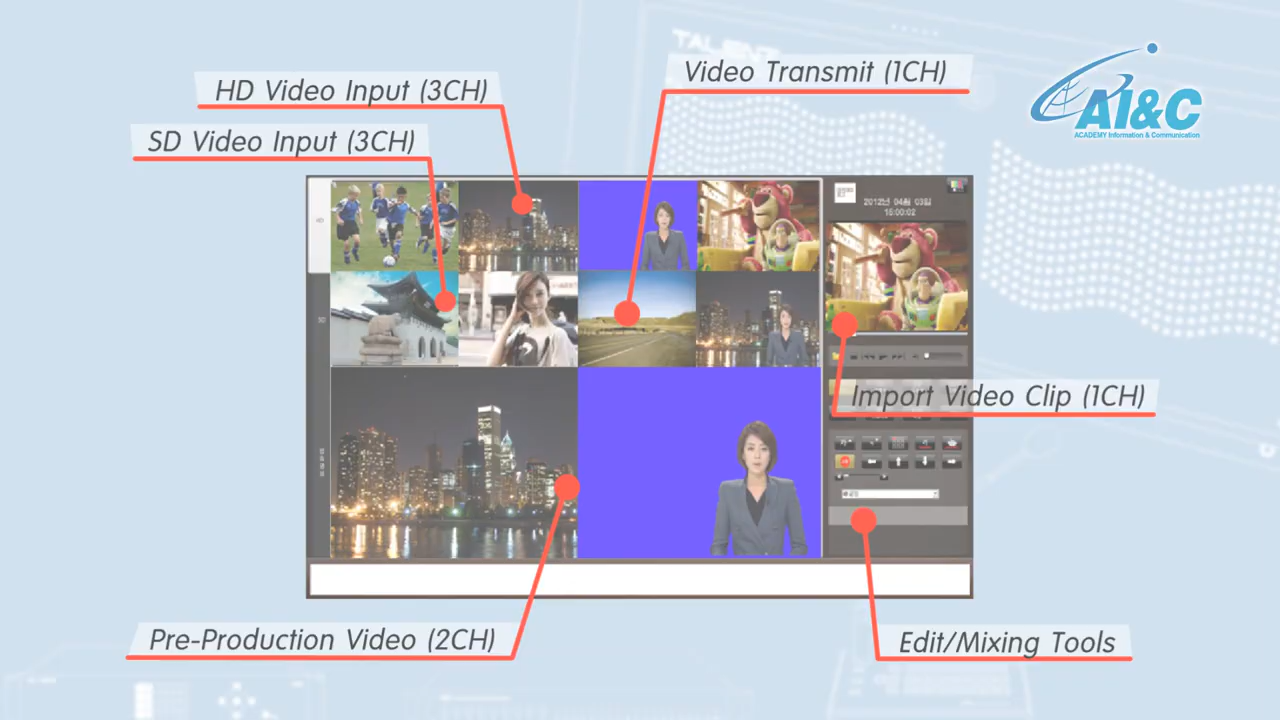 TALENT
Video Transmit (1CH)
HD Video Input (3CH)
SD Video Input (3CH)
AI&C
ACADEMY Information & Communication
HD
2012년 04월 03일
16:00:02
SD
Import Video Clip (1CH)
Pre-Production Video (2CH)
Edit/Mixing Tools